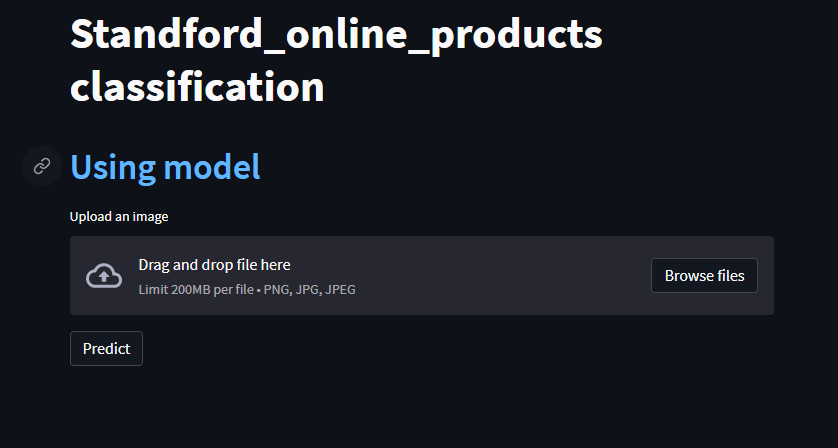 Standford_online_products
classification
Using model
Upload an image
Drag and drop file here
Limit 200MB per file • PNG, JPG, JPEG
Browse files
Predict